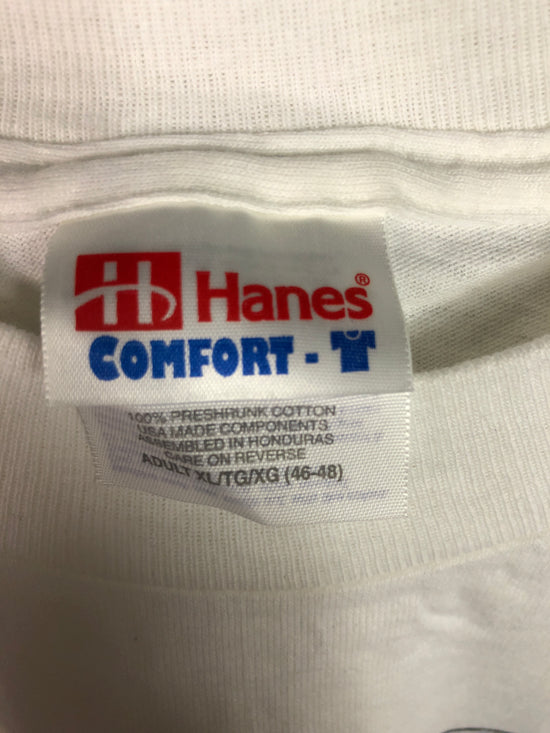 H Hanes®
COMFORT - T
100% PRESHRUNK COTTON
USA MADE COMPONENTS
ASSEMBLED IN HONDURAS
CARE ON REVERSE
ADULT XL/TG/XG (46-48)